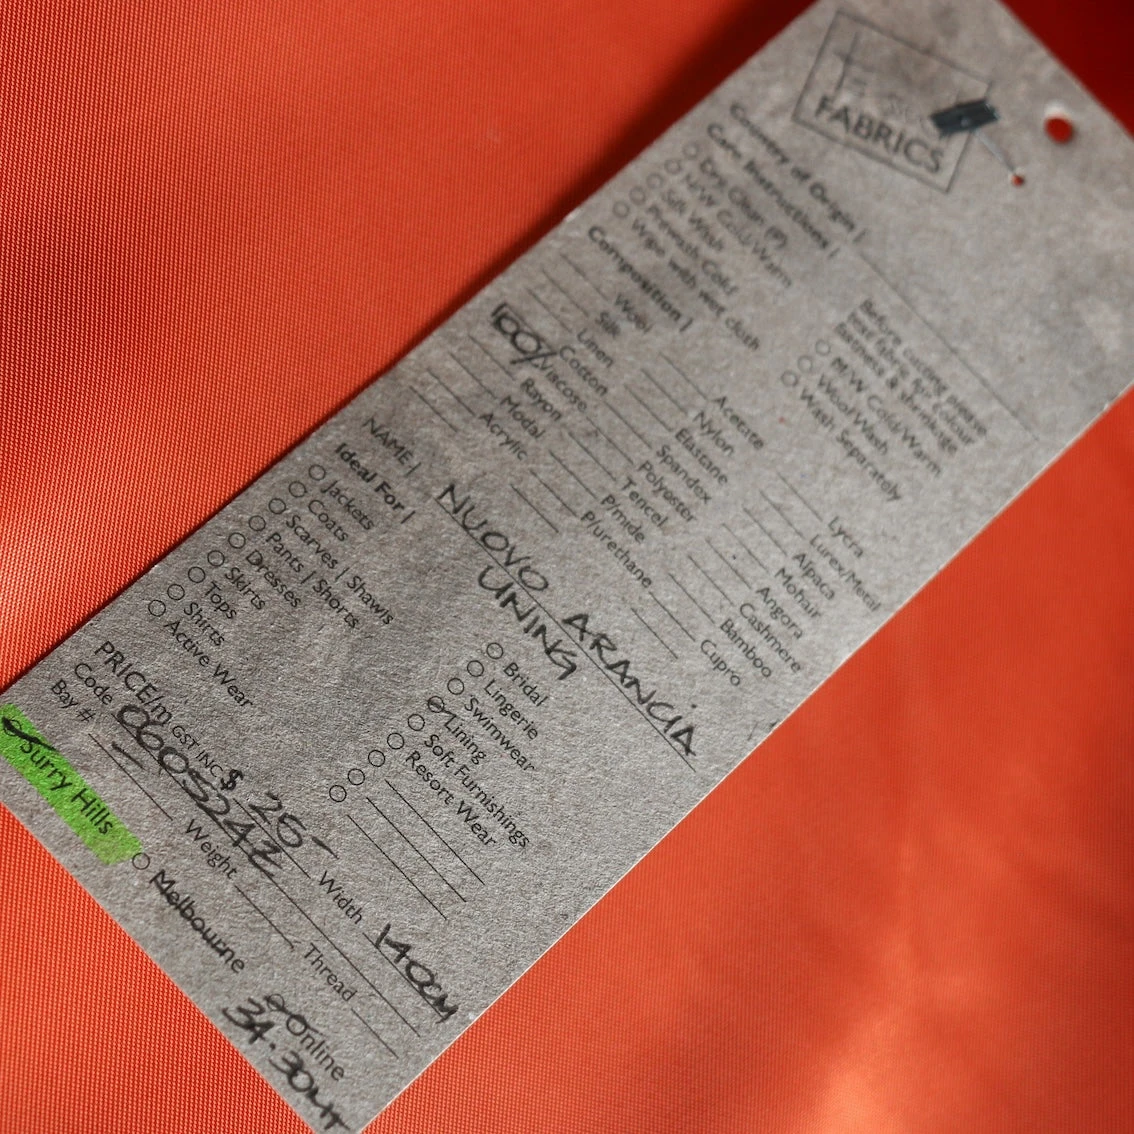 FABRICS
Country of Origin |
Care Instructions |
Dry Clean (P)
M/W Cold/Warm
Silk Wash
Prewash Cold
Wipe with wet cloth
Before cutting please
test fabric for colour
fastness & shrinkage
M/W Cold/Warm
Wool Wash
Wash Separately
Composition |
Wool
Silk
Linen
Cotton
100% Viscose
Rayon
Modal
Acrylic
Acetate
Nylon
Elastane
Spandex
Polyester
Tencel
P/mide
P/urethane
Lycra
Lurex/Metal
Alpaca
Mohair
Angora
Cashmere
Bamboo
Cupro
NAME | NUOVO ARANCIA
LINING
Ideal For |
Jackets
Coats
Scarves | Shawls
Pants | Shorts
Dresses
Skirts
Tops
Shirts
Active Wear
Bridal
Lingerie
Swimwear
Lining
Soft Furnishings
Resort Wear
PRICE/m GST INC $ 25- Width 140CM
Code 0005242 Thread
Bay # Weight
Surry Hills Melbourne Online
34.30MT